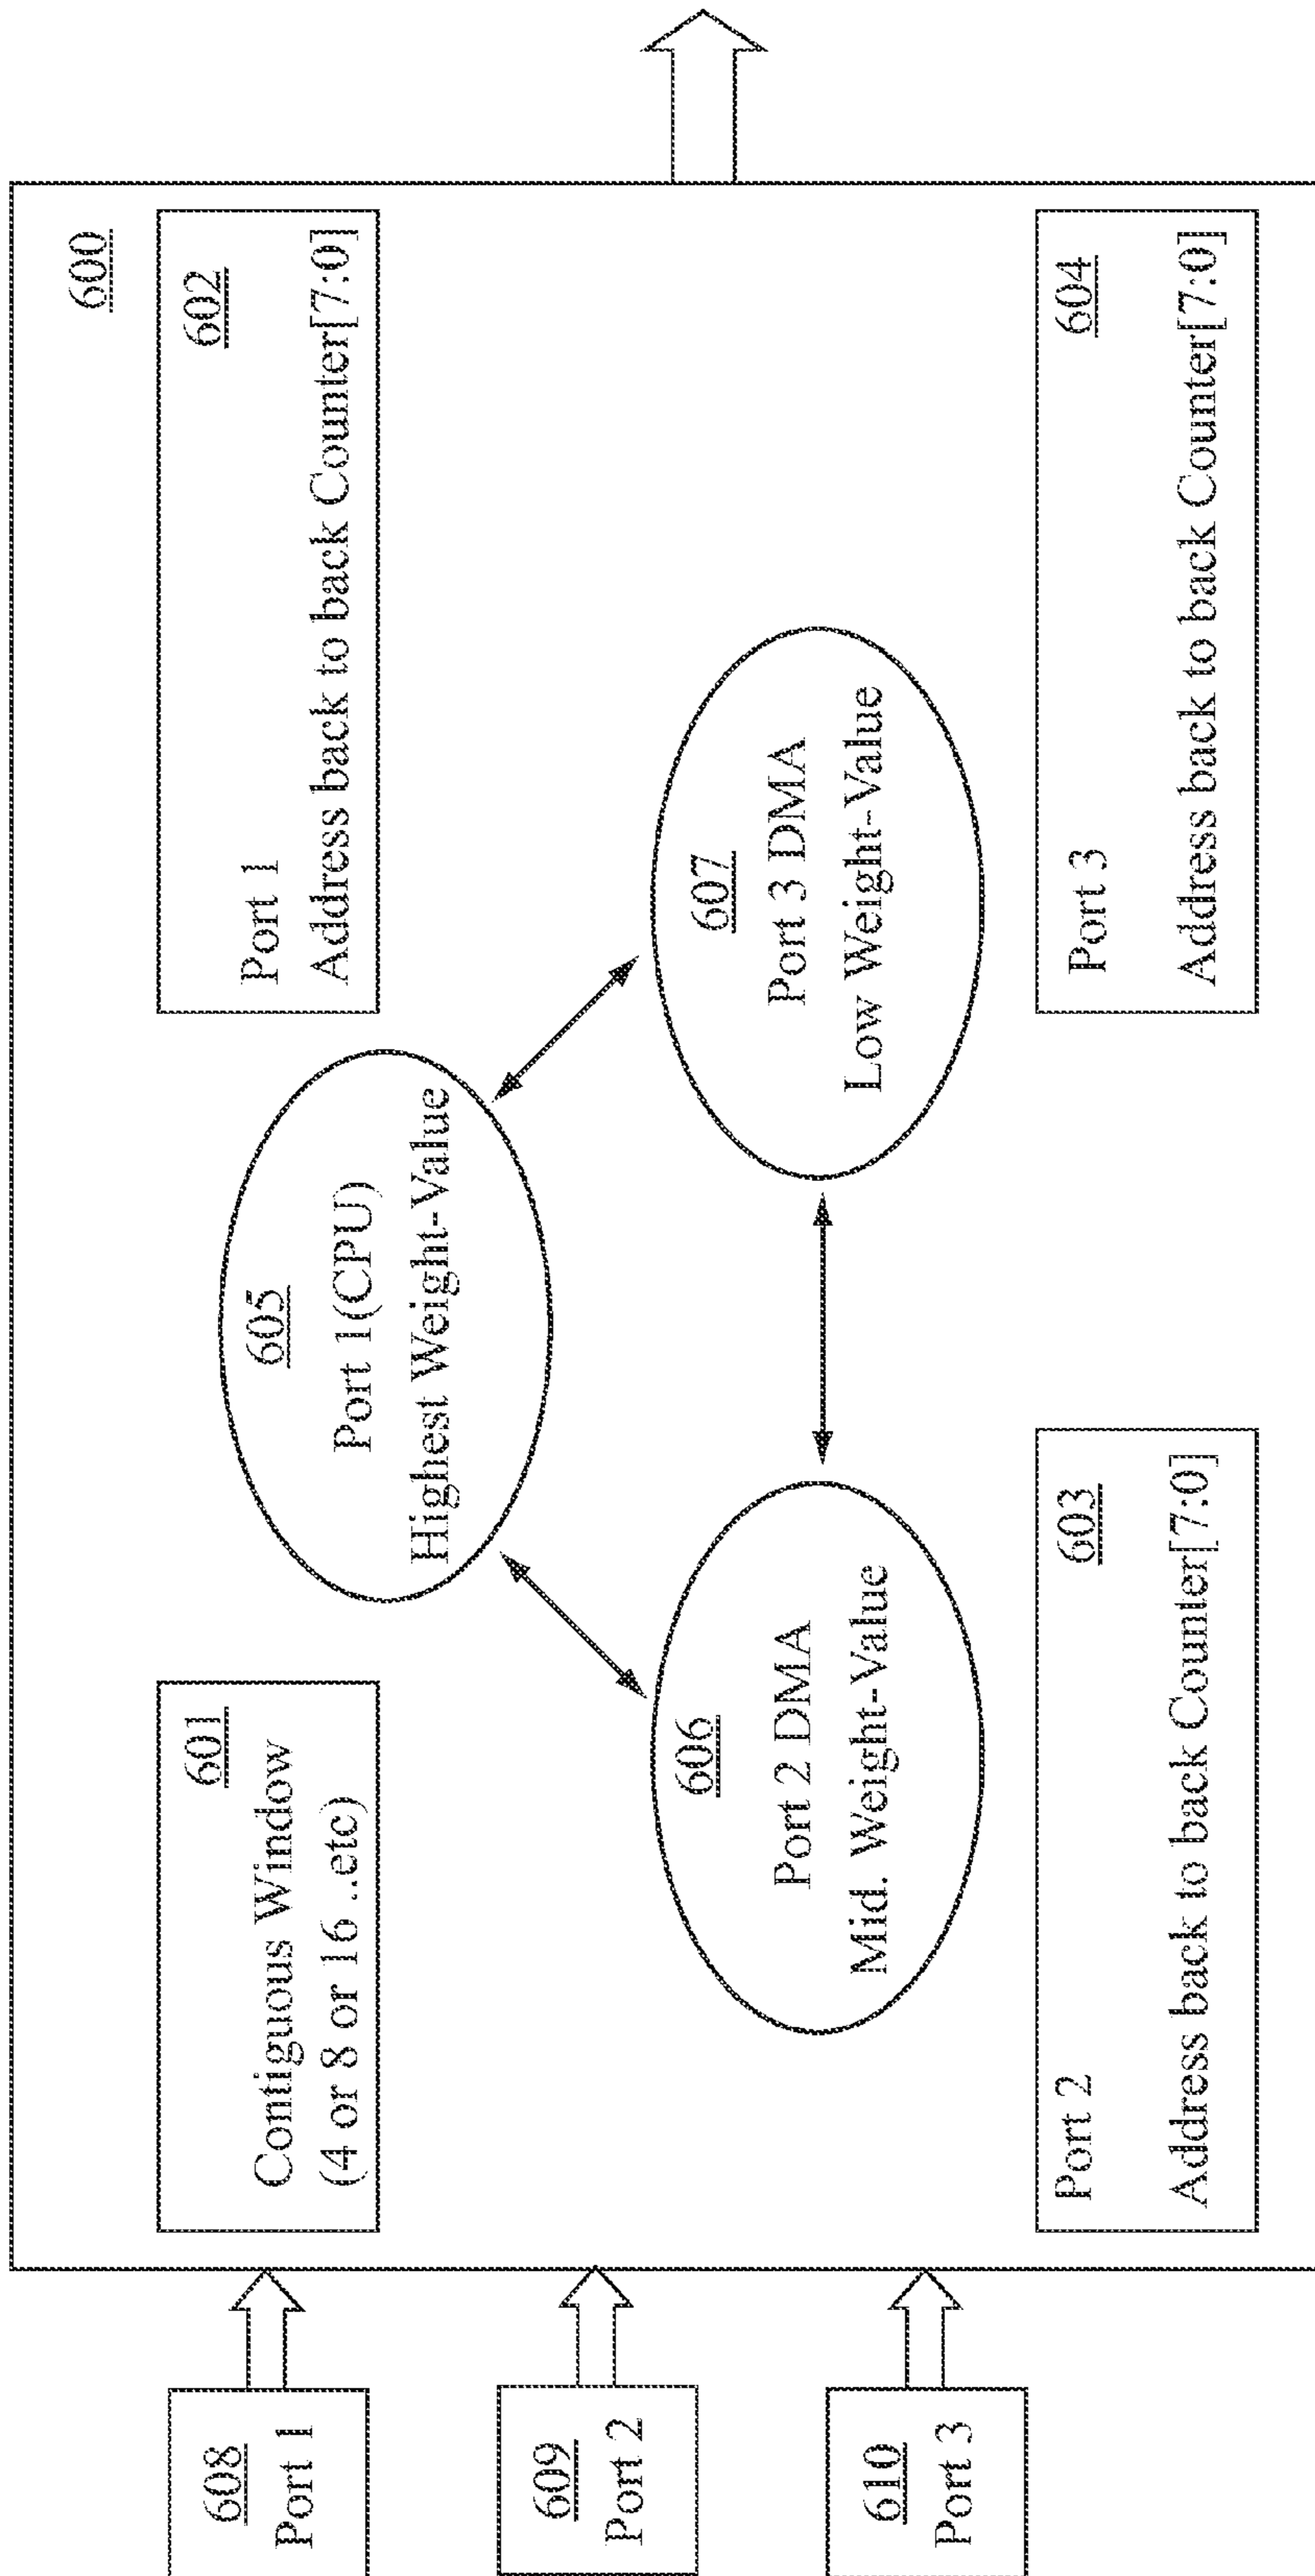 600
608
Port 1
609
Port 2
610
Port 3
601
Contiguous Window
(4 or 8 or 16 ..etc)
602
Port 1
Address back to back Counter[7:0]
605
Port 1(CPU)
Highest Weight-Value
606
Port 2 DMA
Mid. Weight-Value
607
Port 3 DMA
Low Weight-Value
603
Port 2
Address back to back Counter[7:0]
604
Port 3
Address back to back Counter[7:0]